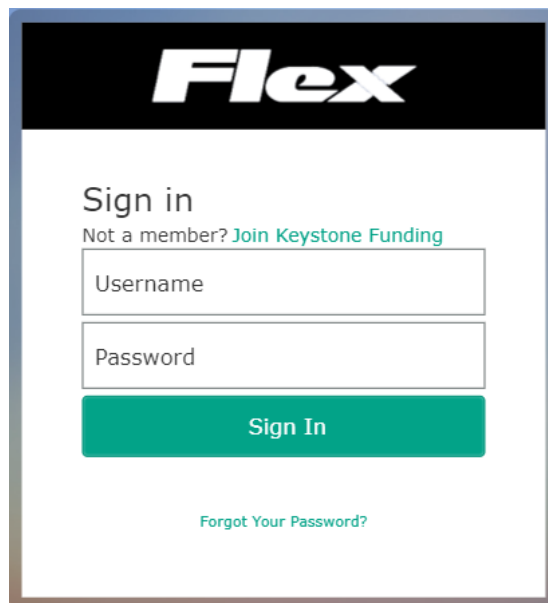 Flex
Sign in
Not a member? Join Keystone Funding
Username
Password
Sign In
Forgot Your Password?